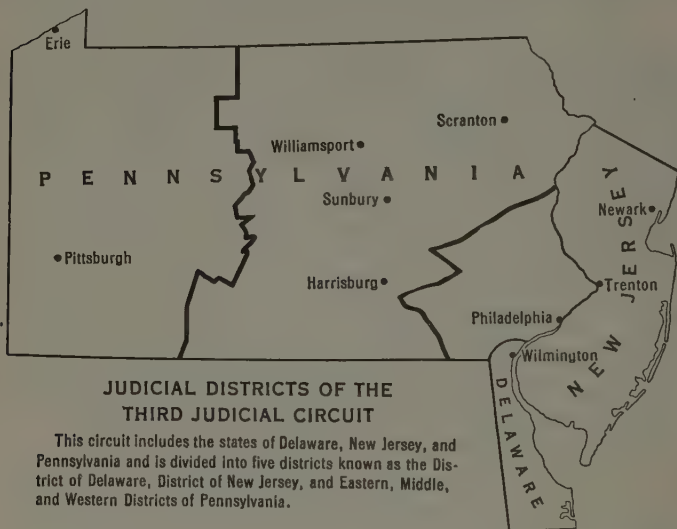 Erie
Scranton
Williamsport
PENNSYLVANIA
Sunbury
Newark
Pittsburgh
Harrisburg
Trenton
NEW JERSEY
Philadelphia
Wilmington
DELAWARE
JUDICIAL DISTRICTS OF THE
THIRD JUDICIAL CIRCUIT
This circuit includes the states of Delaware, New Jersey, and
Pennsylvania and is divided into five districts known as the Dis-
trict of Delaware, District of New Jersey, and Eastern, Middle,
and Western Districts of Pennsylvania.